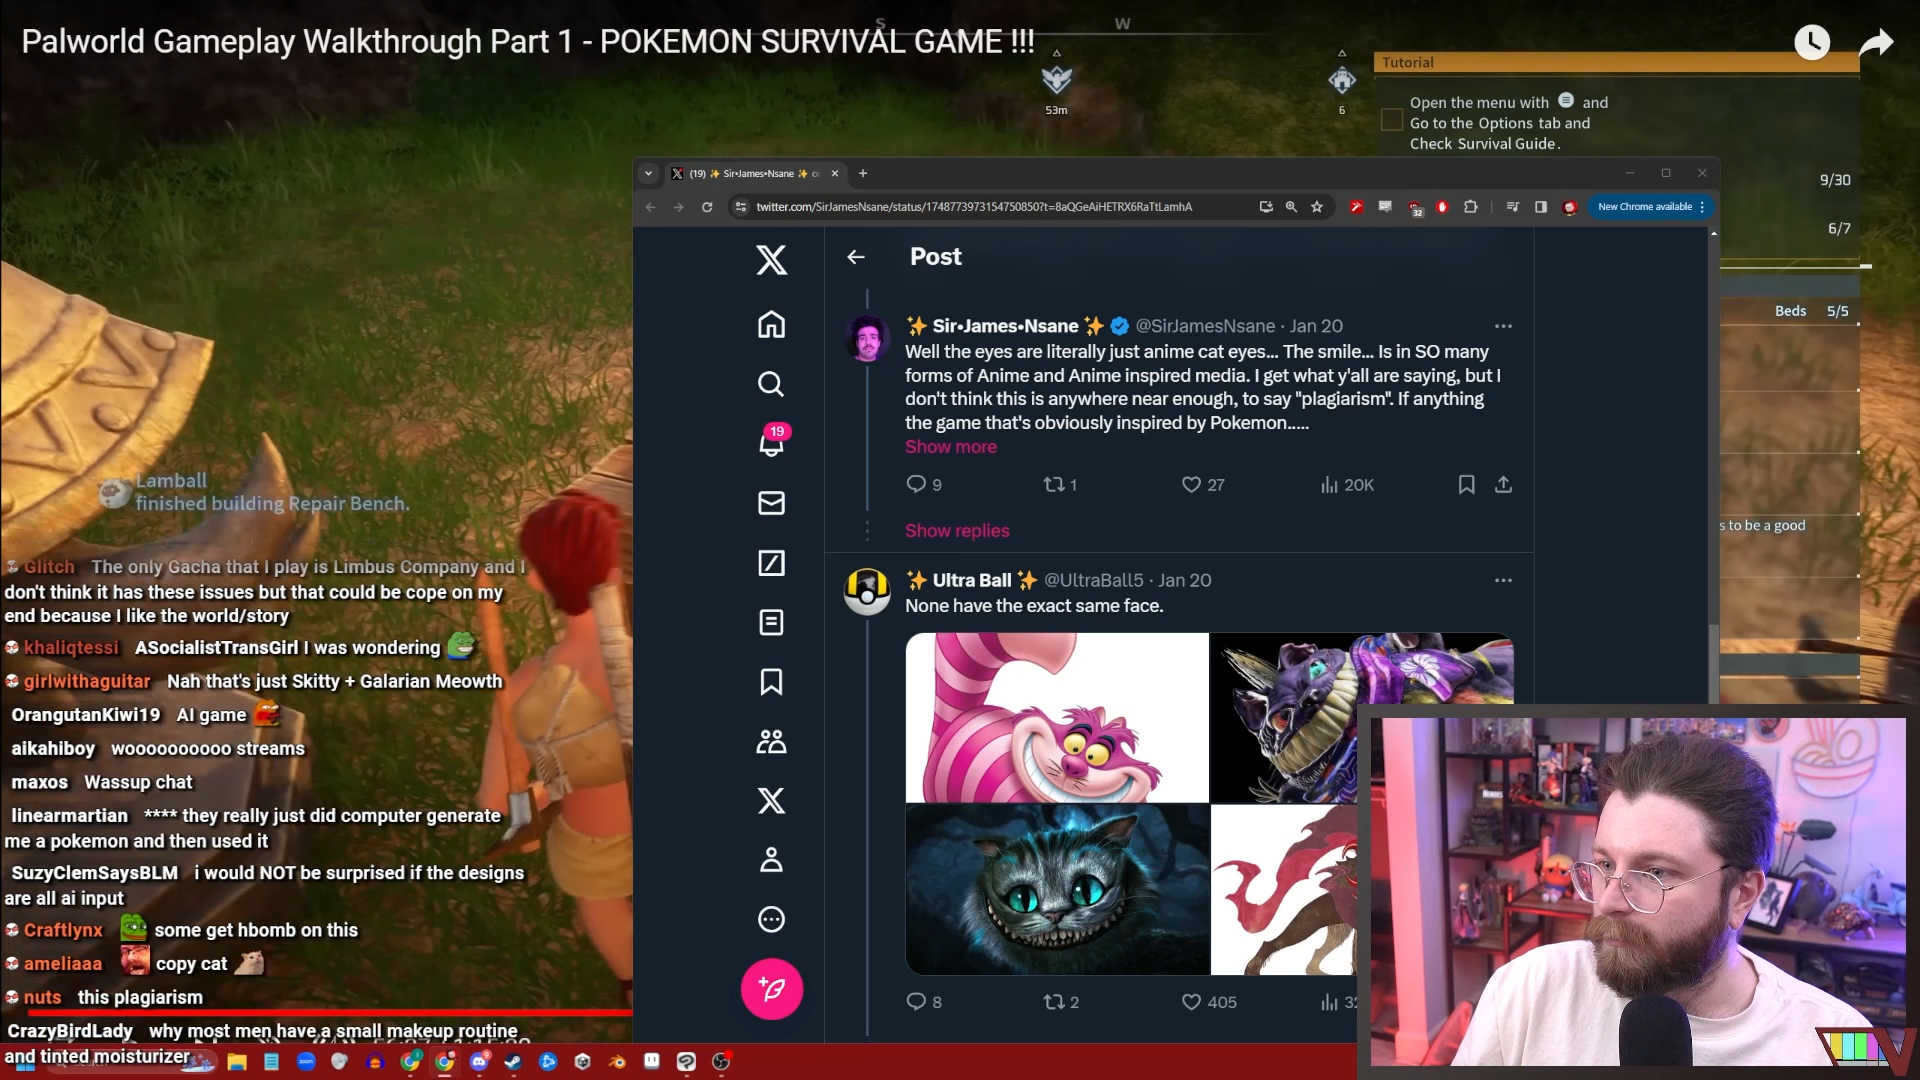 S
W
Palworld Gameplay Walkthrough Part 1 - POKEMON SURVIVAL GAME !!!
53m
6
Tutorial
Open the menu with and
Go to the Options tab and
Check Survival Guide.
9/30
6/7
Beds 5/5
s to be a good
(19) ✨ Sir•James•Nsane ✨
twitter.com/SirJamesNsane/status/1748773973154750850?t=8aQGeAiHETRX6RaTtLamhA
32
New Chrome available
Post
19
✨ Sir•James•Nsane ✨ @SirJamesNsane · Jan 20
Well the eyes are literally just anime cat eyes... The smile... Is in SO many
forms of Anime and Anime inspired media. I get what y'all are saying, but I
don't think this is anywhere near enough, to say "plagiarism". If anything
the game that's obviously inspired by Pokemon.....
Show more
9 1 27 20K
Show replies
✨ Ultra Ball ✨ @UltraBall5 · Jan 20
None have the exact same face.
8 2 405
Lamball
finished building Repair Bench.
Glitch The only Gacha that I play is Limbus Company and I
don't think it has these issues but that could be cope on my
end because I like the world/story
khaliqtessi ASocialistTransGirl I was wondering
girlwithaguitar Nah that's just Skitty + Galarian Meowth
OrangutanKiwi19 AI game
aikahiboy woooooooooo streams
maxos Wassup chat
linearmartian **** they really just did computer generate
me a pokemon and then used it
SuzyClemSaysBLM i would NOT be surprised if the designs
are all ai input
Craftlynx some get hbomb on this
ameliaaa copy cat
nuts this plagiarism
CrazyBirdLady why most men have a small makeup routine
and tinted moisturizer